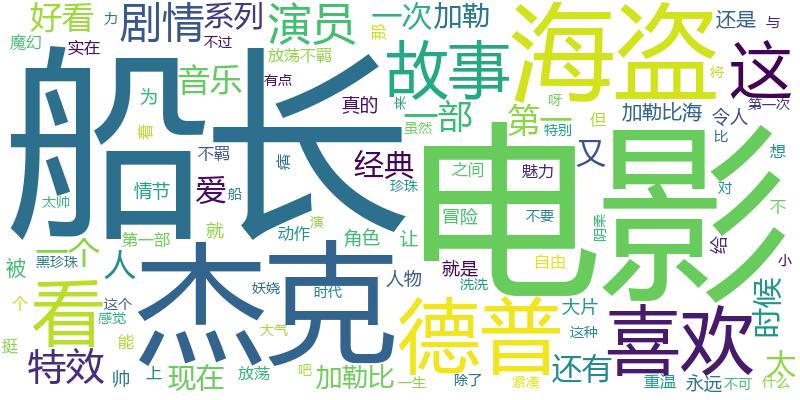 好看
力
剧情
系列
演员
一次
加勒
海盗
还是
与
魔幻
实在
不过
放荡不羁
故事
这
音乐
有点
将
为
真的
一部
第一
呀
加勒比海
第一次
令人
看
虽然
特别
但
比
船长
不羁
痞
经典
电影
又
想
情节
爱
之间
魅力
对
太帅
船
珍珠
冒险
不要
不
就
演
阴柔
给
一个
第一部
动作
角色
让
黑珍珠
人
杰克
就是
自由
小
被
人物
妖娆
时代
洗洗
个
这个
看
德普
大片
喜欢
时候
感觉
大气
这种
挺
能
特效
帅
上
现在
放荡
吧
加勒比
一生
除了
紧凑
还有
重温
永远
不可
什么
太